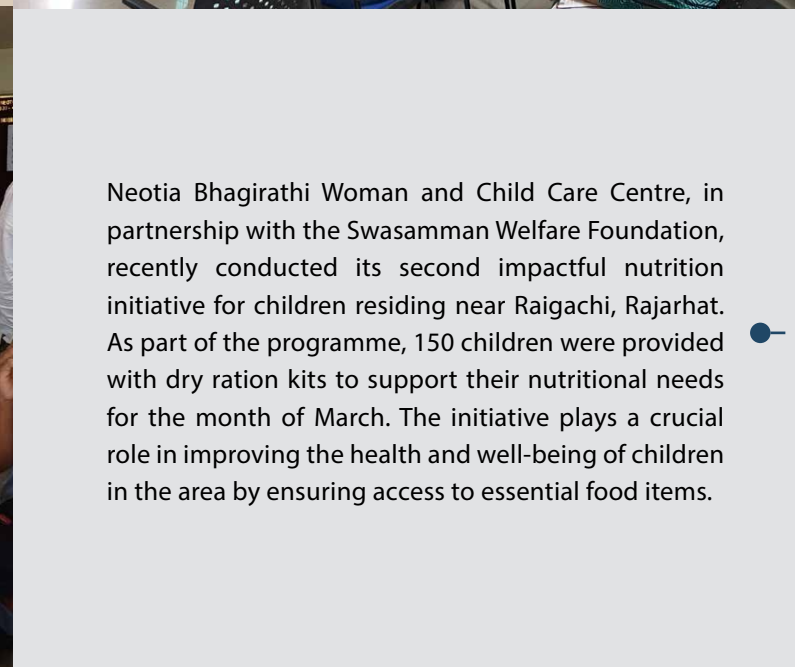 Neotia Bhagirathi Woman and Child Care Centre, in
partnership with the Swasamman Welfare Foundation,
recently conducted its second impactful nutrition
initiative for children residing near Raigachi, Rajarhat.
As part of the programme, 150 children were provided
with dry ration kits to support their nutritional needs
for the month of March. The initiative plays a crucial
role in improving the health and well-being of children
in the area by ensuring access to essential food items.